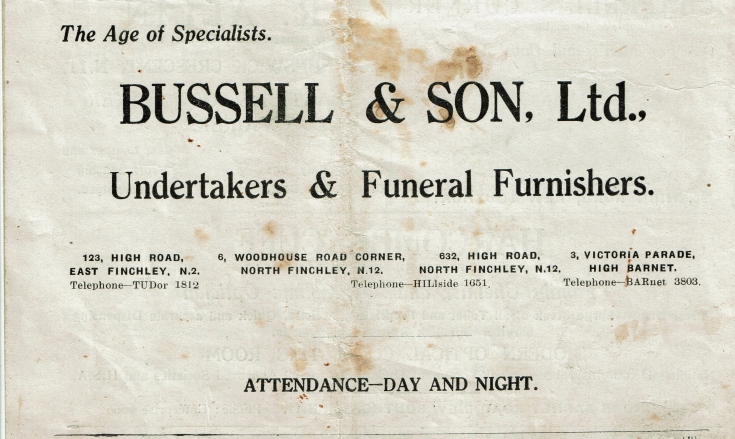 The Age of Specialists.
BUSSELL & SON, Ltd.,
Undertakers & Funeral Furnishers.
123, HIGH ROAD,
EAST FINCHLEY, N.2.
Telephone—TUDor 1812
6, WOODHOUSE ROAD CORNER,
NORTH FINCHLEY, N.12.
632, HIGH ROAD,
NORTH FINCHLEY, N.12,
Telephone—HILlside 1651.
3, VICTORIA PARADE,
HIGH BARNET.
Telephone—BARnet 3803.
ATTENDANCE—DAY AND NIGHT.